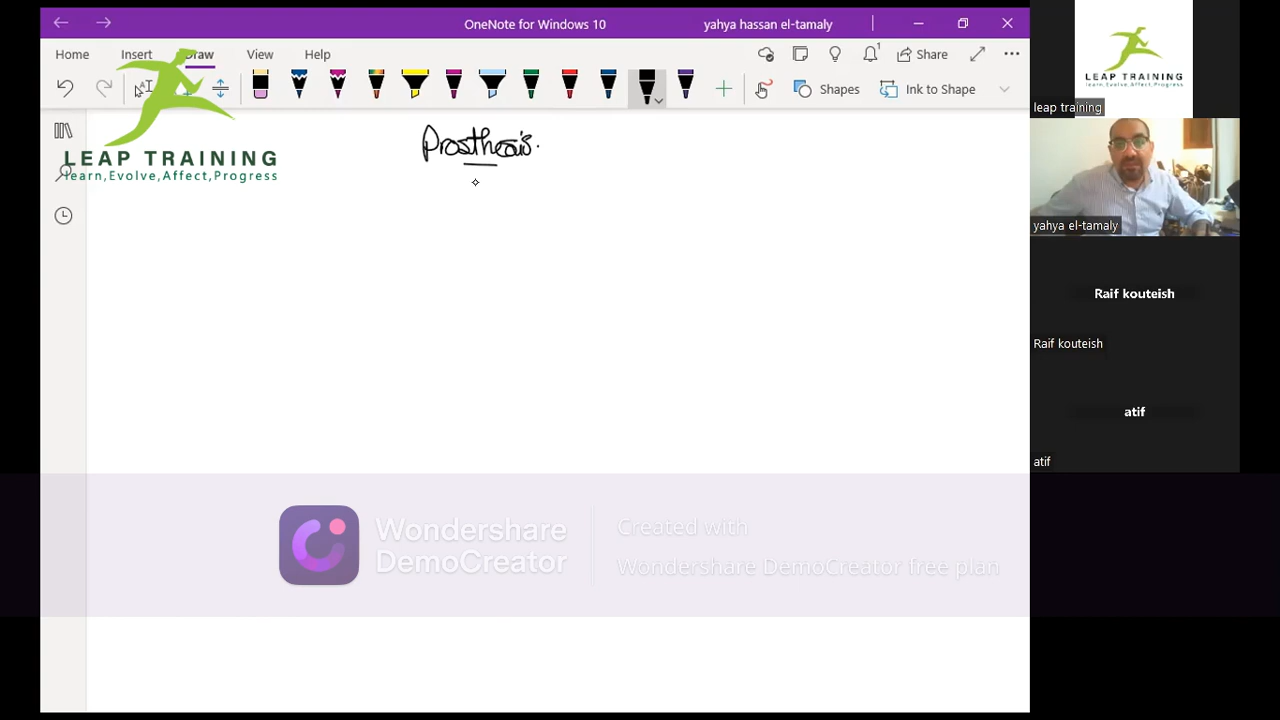 OneNote for Windows 10
yahya hassan el-tamaly
Home
Insert
Draw
View
Help
1
Share
Shapes
Ink to Shape
LEAP TRAINING
learn,Evolve,Affect,Progress
Prosthesis.
LEAP TRAINING
learn, Evolve, Affect, Progress
leap training
yahya el-tamaly
Raif kouteish
Raif kouteish
atif
atif
Wondershare
DemoCreator
Created with
Wondershare DemoCreator free plan